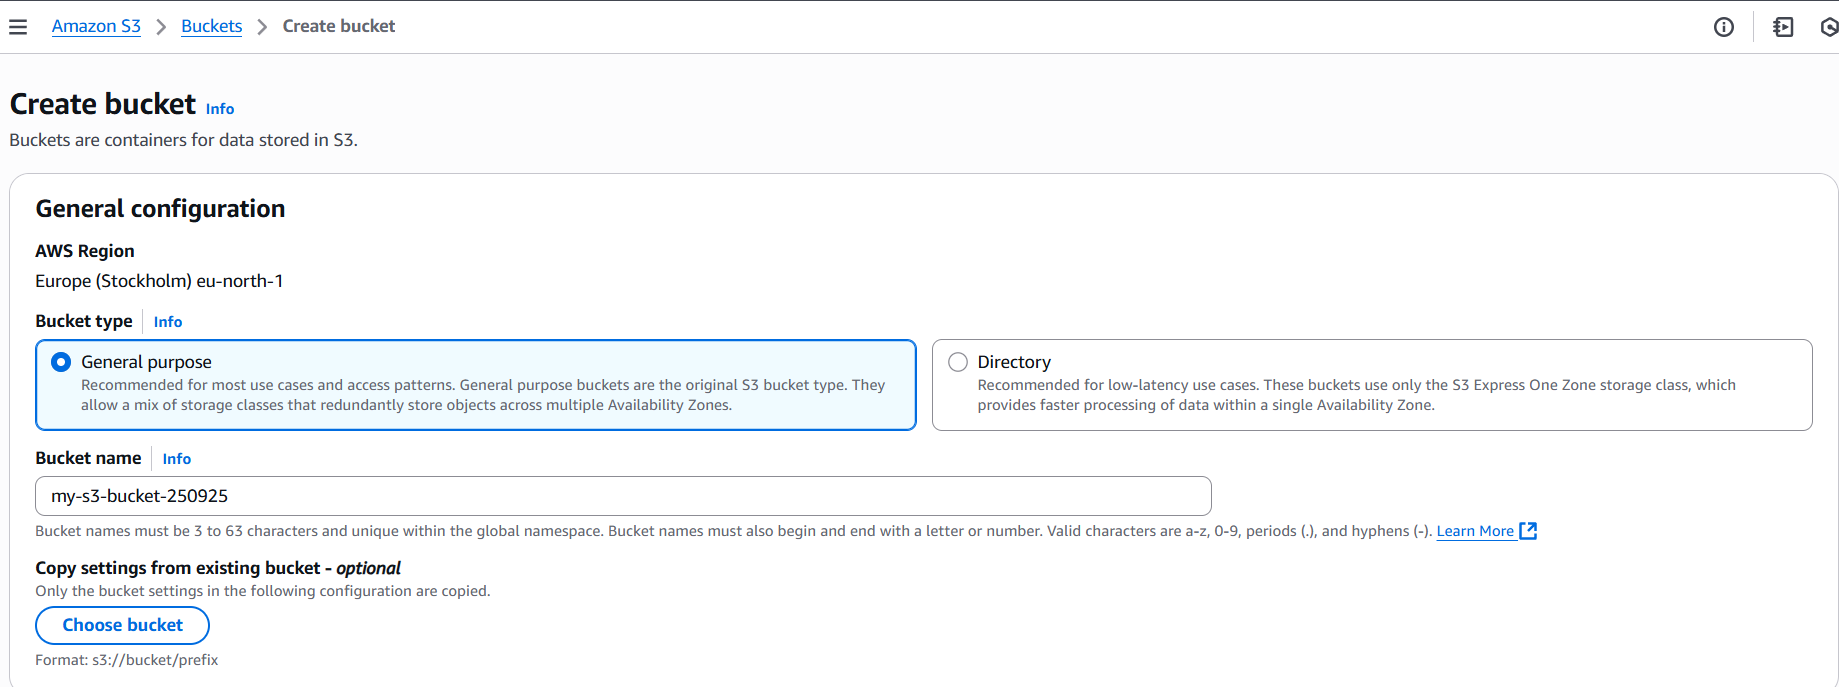 Amazon S3 > Buckets > Create bucket
Create bucket Info
Buckets are containers for data stored in S3.
General configuration
AWS Region
Europe (Stockholm) eu-north-1
Bucket type Info
General purpose
Recommended for most use cases and access patterns. General purpose buckets are the original S3 bucket type. They
allow a mix of storage classes that redundantly store objects across multiple Availability Zones.
Directory
Recommended for low-latency use cases. These buckets use only the S3 Express One Zone storage class, which
provides faster processing of data within a single Availability Zone.
Bucket name Info
my-s3-bucket-250925
Bucket names must be 3 to 63 characters and unique within the global namespace. Bucket names must also begin and end with a letter or number. Valid characters are a-z, 0-9, periods (.), and hyphens (-). Learn More
Copy settings from existing bucket - optional
Only the bucket settings in the following configuration are copied.
Choose bucket
Format: s3://bucket/prefix